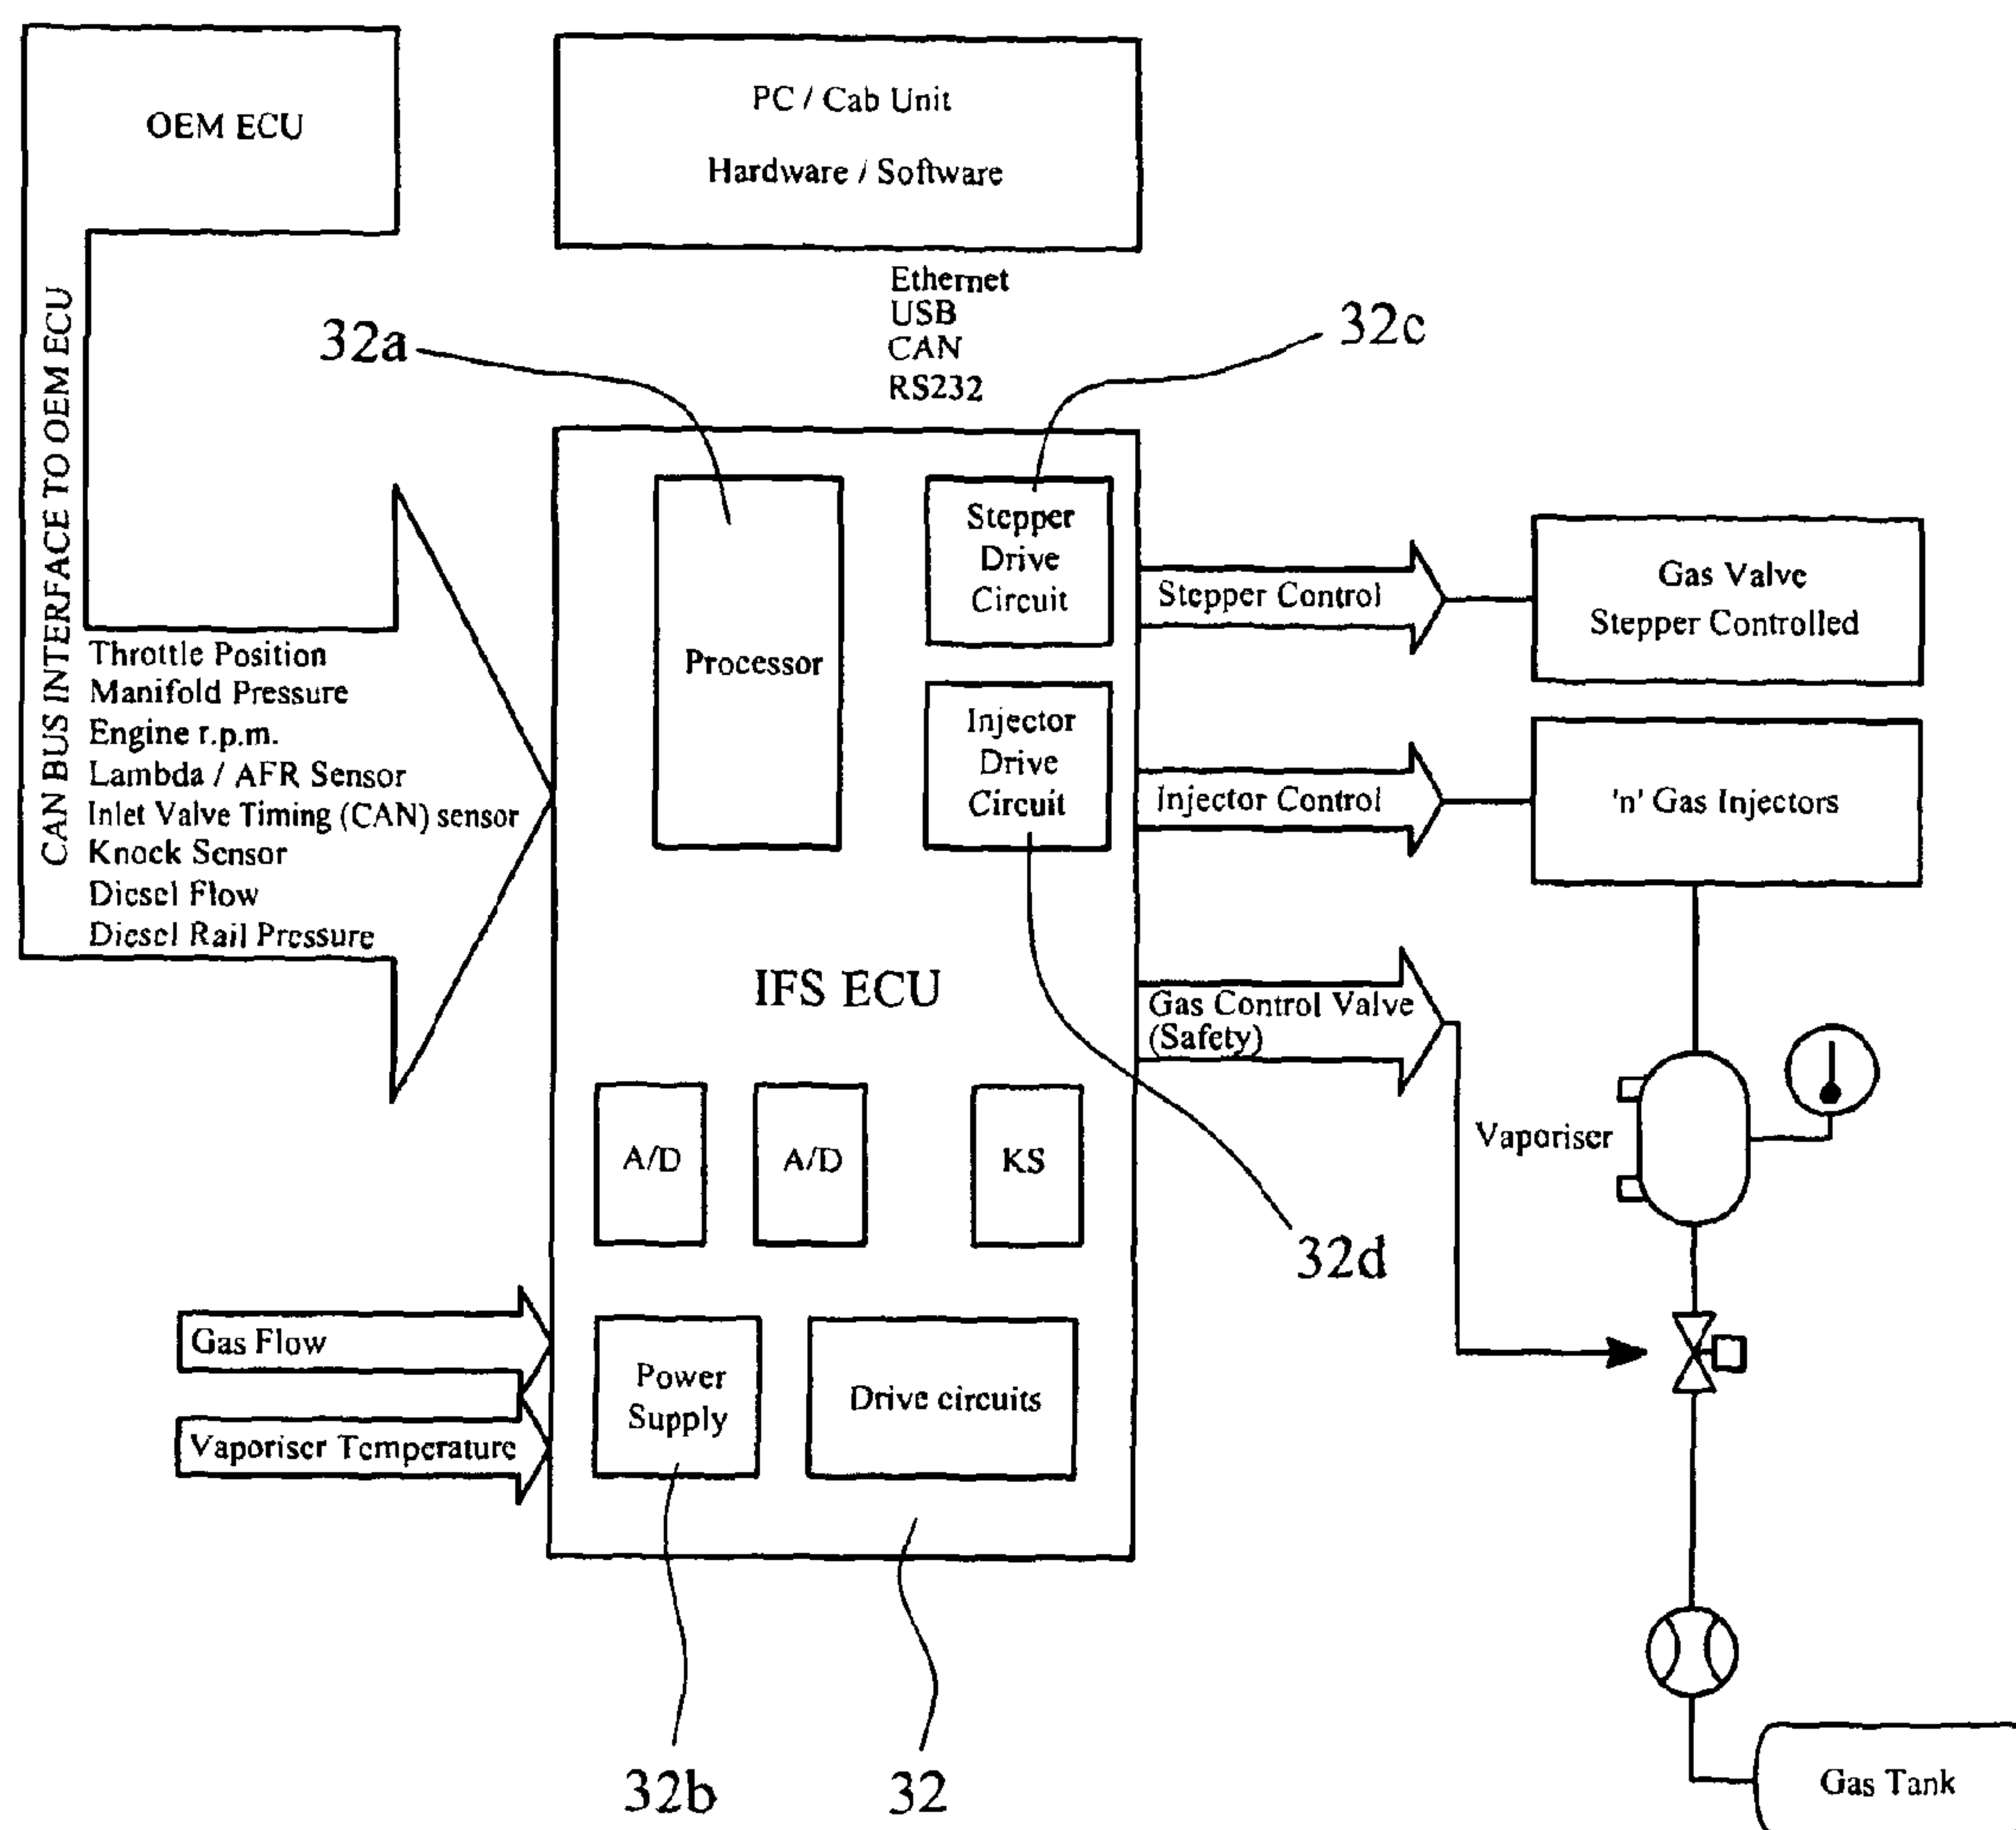 OEM ECU
PC / Cab Unit
Hardware / Software
Ethernet
USB
CAN
RS232
CAN BUS INTERFACE TO OEM ECU
32a
32c
Throttle Position
Manifold Pressure
Engine r.p.m.
Lambda / AFR Sensor
Inlet Valve Timing (CAN) sensor
Knock Sensor
Diesel Flow
Diesel Rail Pressure
Processor
Stepper
Drive
Circuit
Injector
Drive
Circuit
Stepper Control
Gas Valve
Stepper Controlled
Injector Control
'n' Gas Injectors
IFS ECU
Gas Control Valve
(Safety)
Vaporiser
A/D
A/D
KS
32d
Gas Flow
Vaporiser Temperature
Power
Supply
Drive circuits
32b
32
Gas Tank